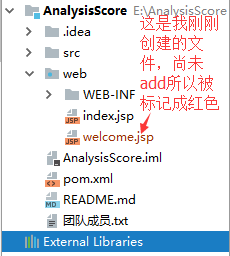 AnalysisScore E:\AnalysisScore
.idea
src
web
WEB-INF
index.jsp
welcome.jsp
AnalysisScore.iml
pom.xml
README.md
团队成员.txt
External Libraries
这是我刚刚
创建的文
件，尚未
add所以被
标记成红色